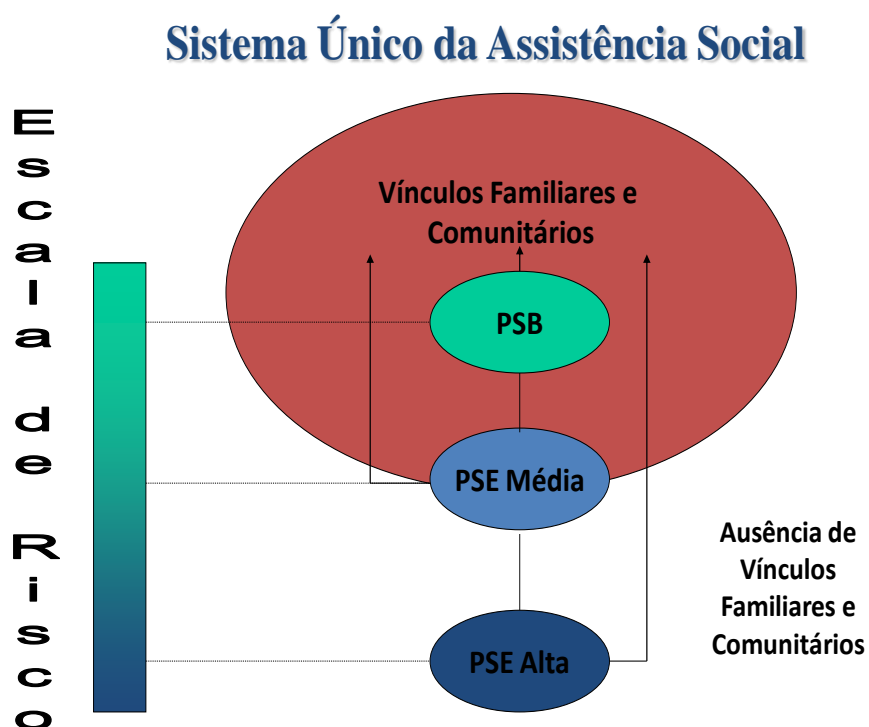 Sistema Único da Assistência Social
Escala de Risco
Vínculos Familiares e
Comunitários
PSB
PSE Média
Ausência de
Vínculos
Familiares e
Comunitários
PSE Alta